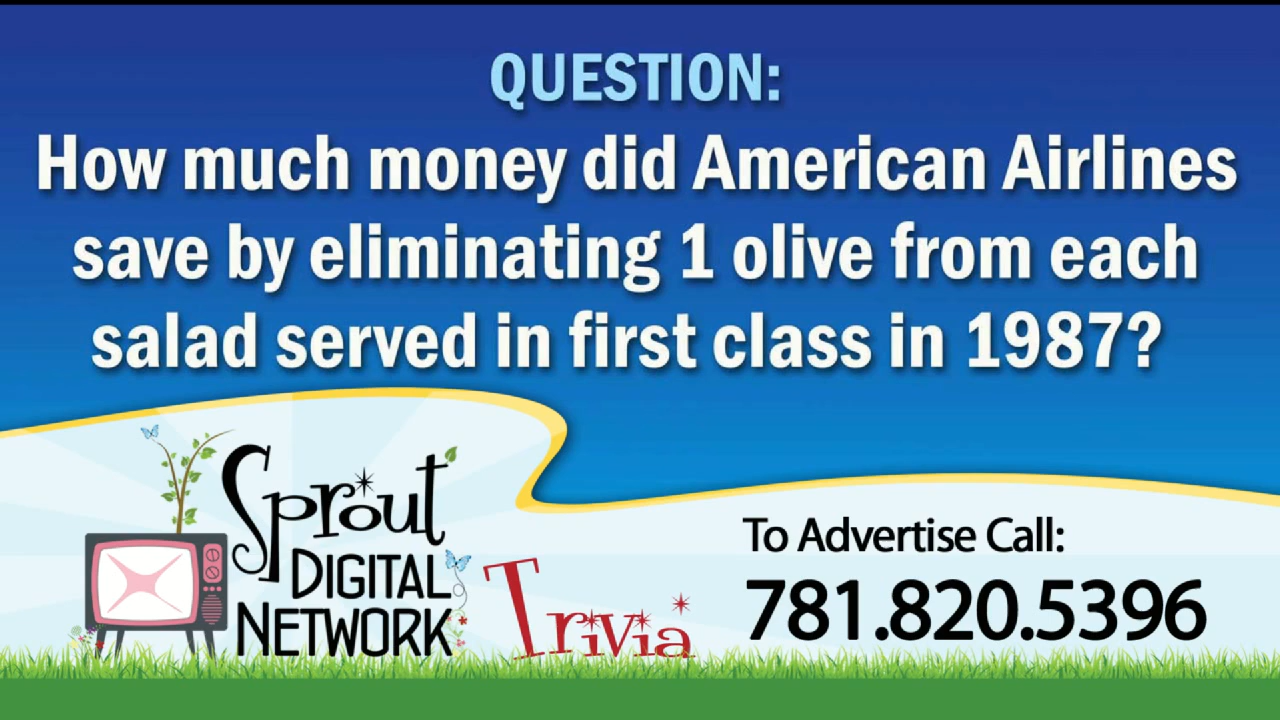 QUESTION:
How much money did American Airlines
save by eliminating 1 olive from each
salad served in first class in 1987?
Sprout
DIGITAL
NETWORK
Trivia
To Advertise Call:
781.820.5396